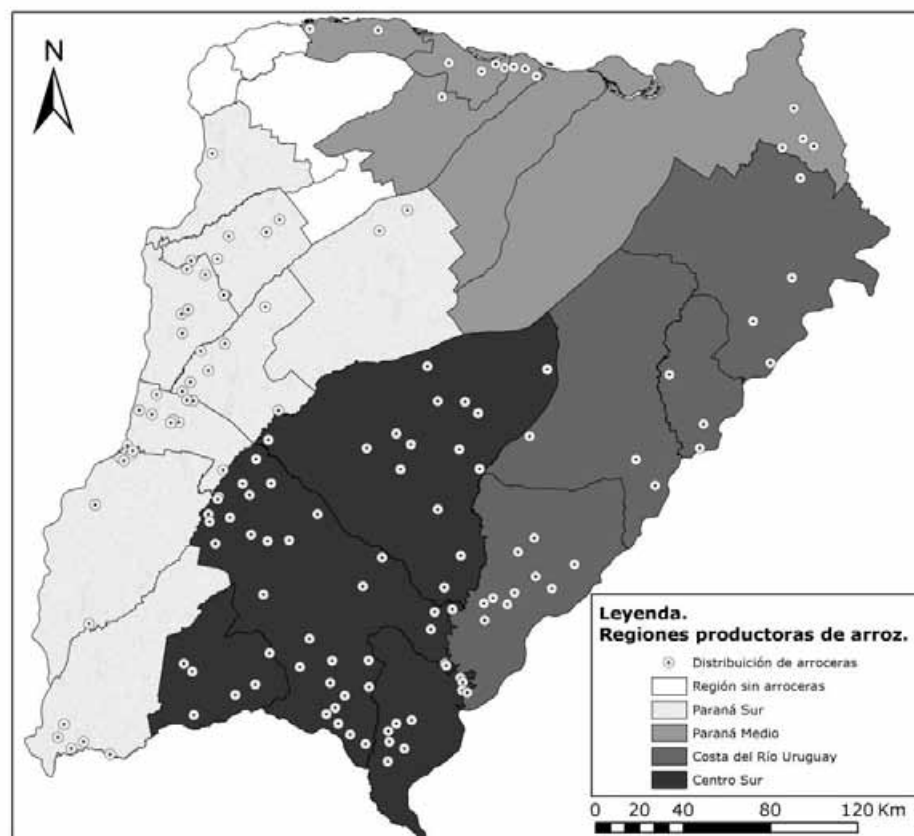 N
Leyenda.
Regiones productoras de arroz.
Distribuición de arroceras
Región sin arroceras
Paraná Sur
Paraná Medio
Costa del Río Uruguay
Centro Sur
0 20 40 80 120 Km